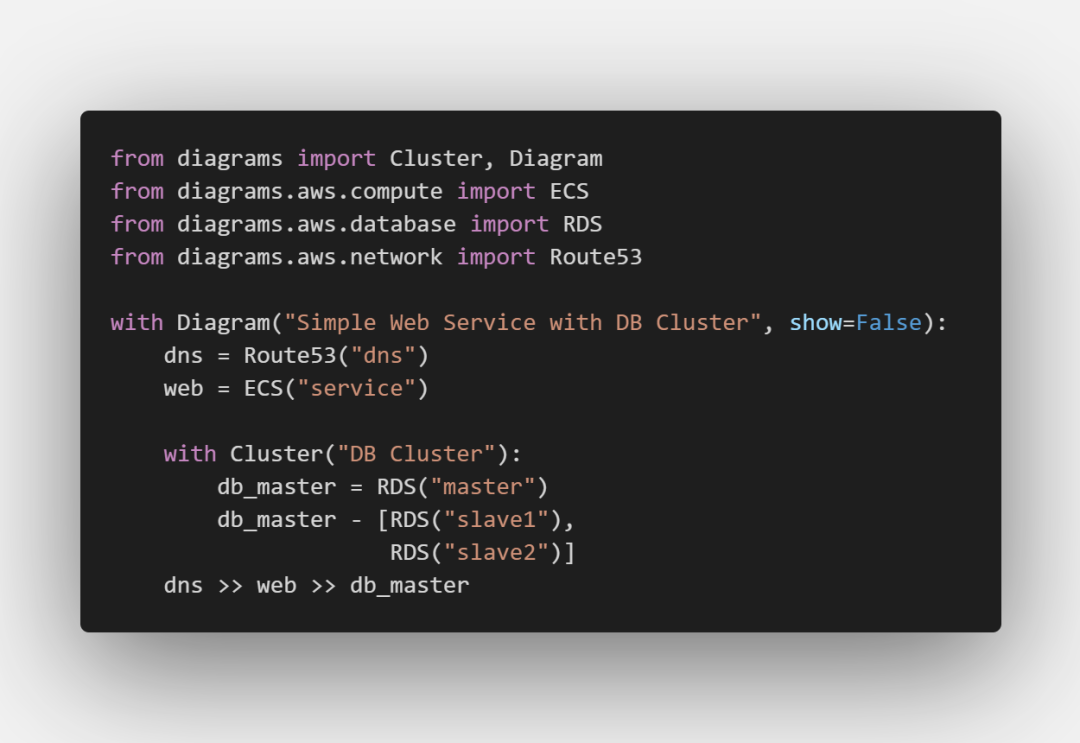 from diagrams import Cluster, Diagram
from diagrams.aws.compute import ECS
from diagrams.aws.database import RDS
from diagrams.aws.network import Route53

with Diagram("Simple Web Service with DB Cluster", show=False):
    dns = Route53("dns")
    web = ECS("service")

    with Cluster("DB Cluster"):
        db_master = RDS("master")
        db_master - [RDS("slave1"),
                     RDS("slave2")]
    dns >> web >> db_master